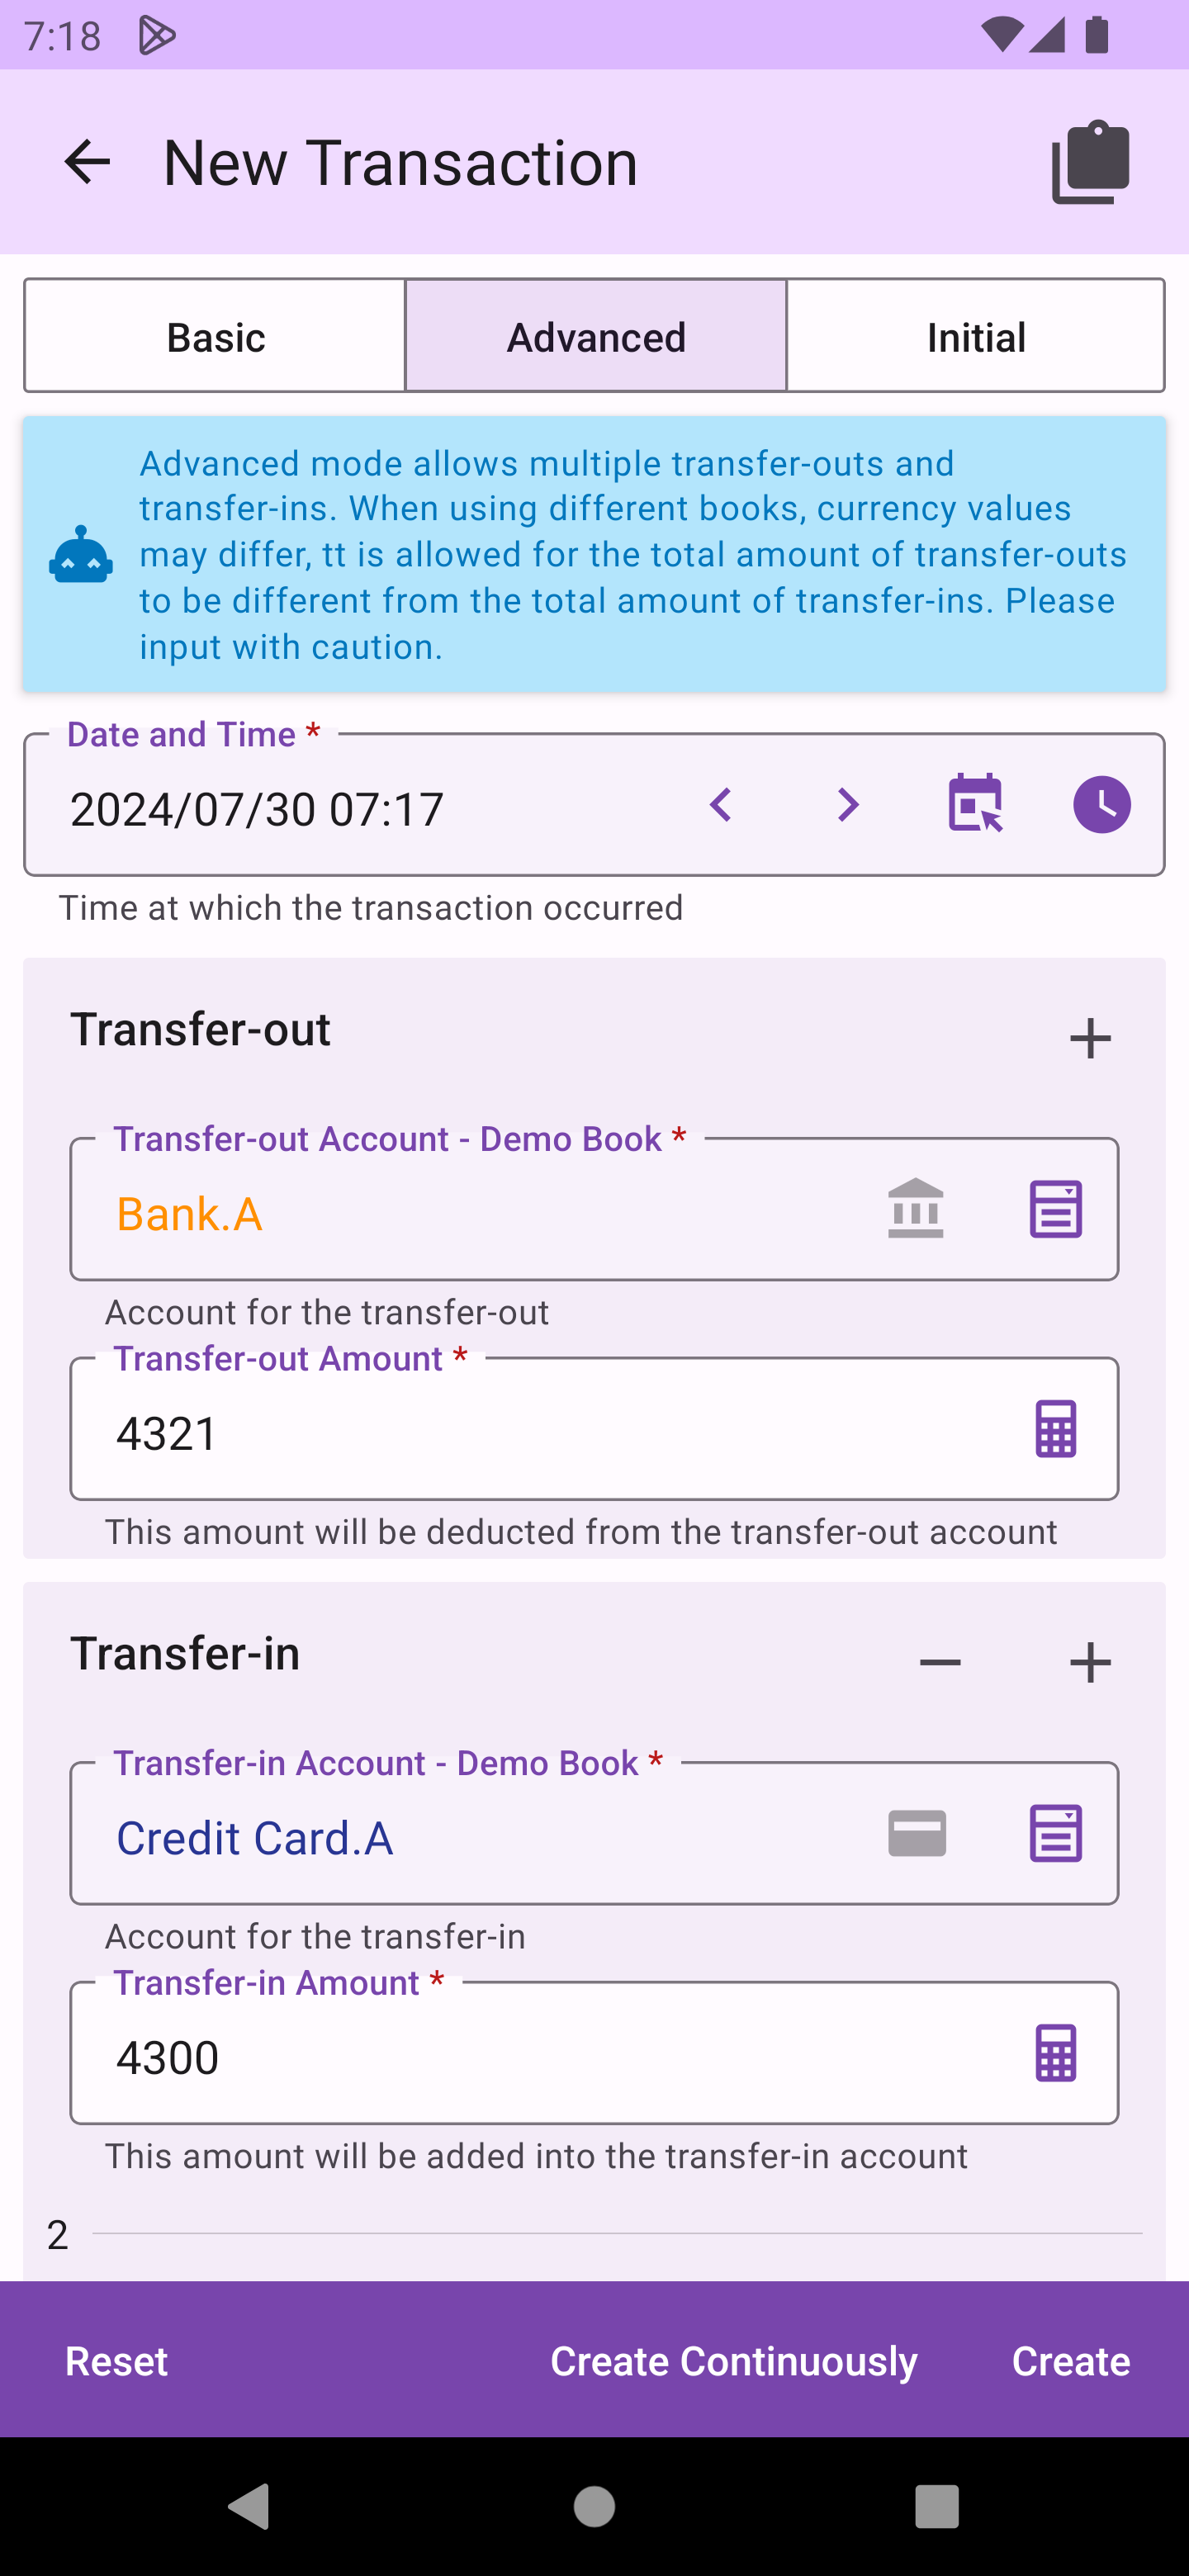 7:18
New Transaction
Basic
Advanced
Initial
Advanced mode allows multiple transfer-outs and
transfer-ins. When using different books, currency values
may differ, tt is allowed for the total amount of transfer-outs
to be different from the total amount of transfer-ins. Please
input with caution.
Date and Time *
2024/07/30 07:17
Time at which the transaction occurred
Transfer-out
Transfer-out Account - Demo Book *
Bank.A
Account for the transfer-out
Transfer-out Amount *
4321
This amount will be deducted from the transfer-out account
Transfer-in
Transfer-in Account - Demo Book *
Credit Card.A
Account for the transfer-in
Transfer-in Amount *
4300
This amount will be added into the transfer-in account
2
Reset
Create Continuously
Create